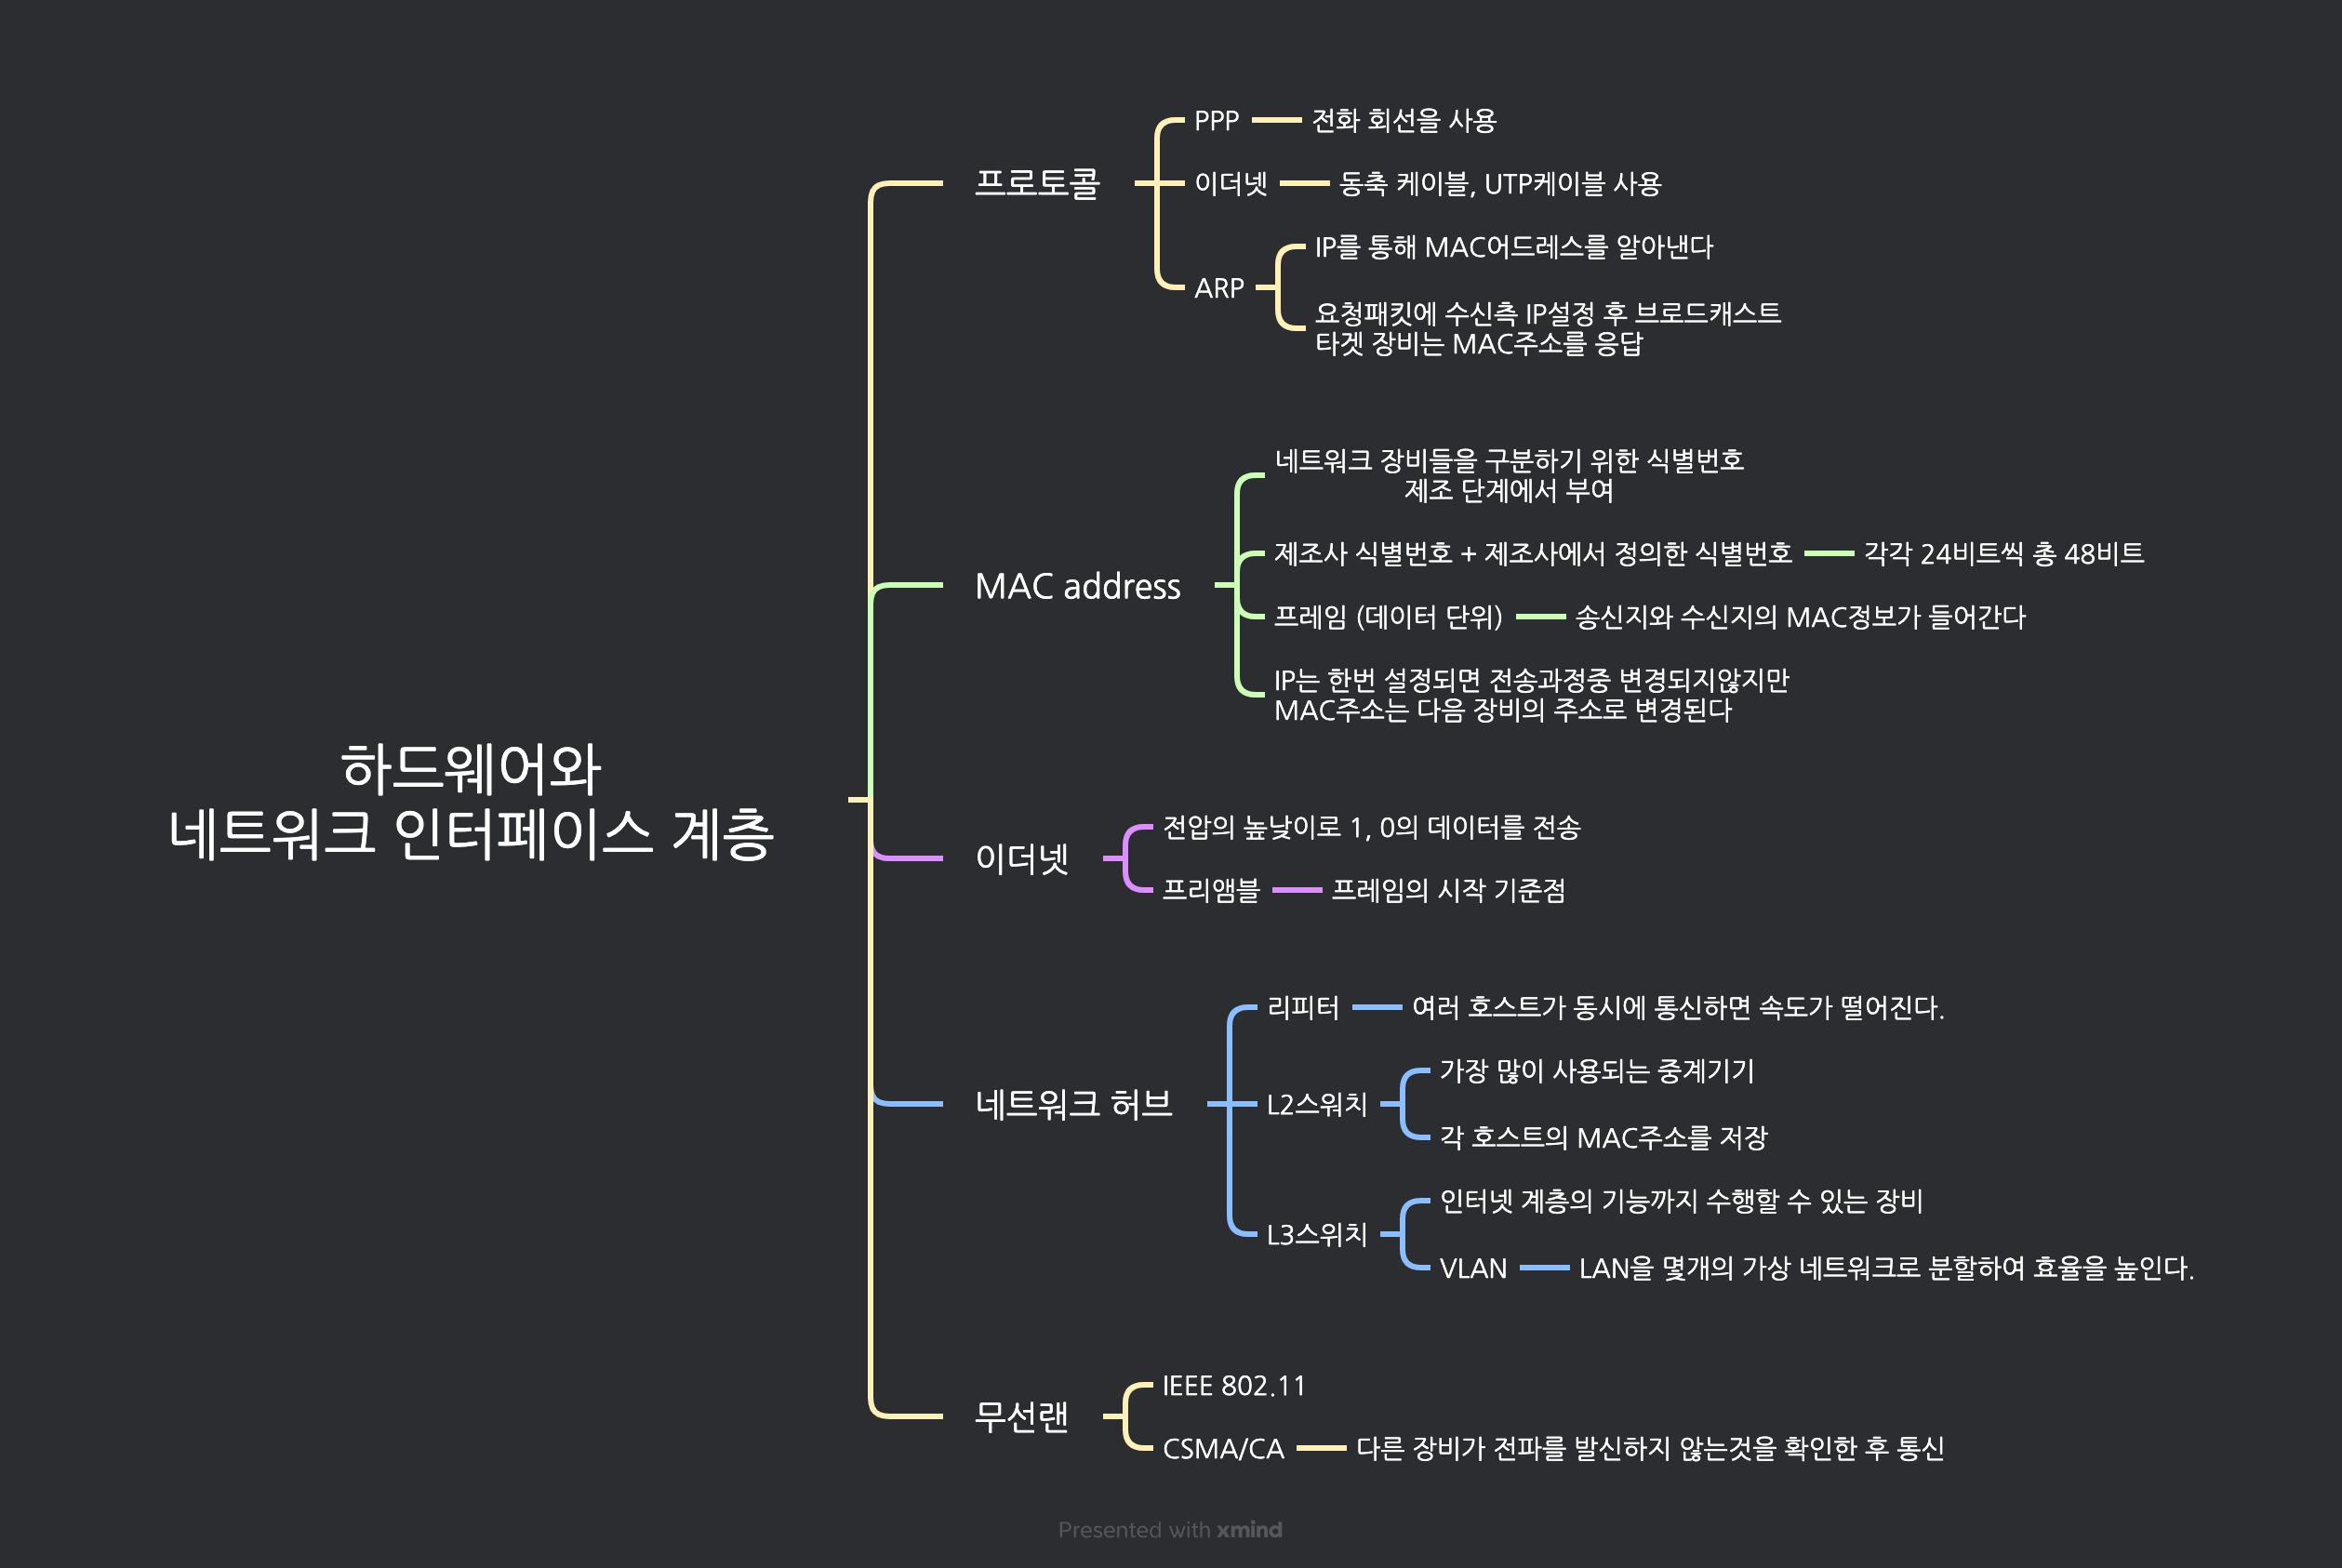 하드웨어와
네트워크 인터페이스 계층
프로토콜
PPP
전화 회선을 사용
이더넷
동축 케이블, UTP케이블 사용
ARP
IP를 통해 MAC어드레스를 알아낸다
요청패킷에 수신측 IP설정 후 브로드캐스트
타겟 장비는 MAC주소를 응답
MAC address
네트워크 장비들을 구분하기 위한 식별번호
제조 단계에서 부여
제조사 식별번호 + 제조사에서 정의한 식별번호
각각 24비트씩 총 48비트
프레임 (데이터 단위)
송신지와 수신지의 MAC정보가 들어간다
IP는 한번 설정되면 전송과정중 변경되지않지만
MAC주소는 다음 장비의 주소로 변경된다
이더넷
전압의 높낮이로 1, 0의 데이터를 전송
프리앰블
프레임의 시작 기준점
네트워크 허브
리피터
여러 호스트가 동시에 통신하면 속도가 떨어진다.
L2스워치
가장 많이 사용되는 중계기기
각 호스트의 MAC주소를 저장
L3스위치
인터넷 계층의 기능까지 수행할 수 있는 장비
VLAN
LAN을 몇개의 가상 네트워크로 분할하여 효율을 높인다.
무선랜
IEEE 802.11
CSMA/CA
다른 장비가 전파를 발신하지 않는것을 확인한 후 통신
Presented with xmind